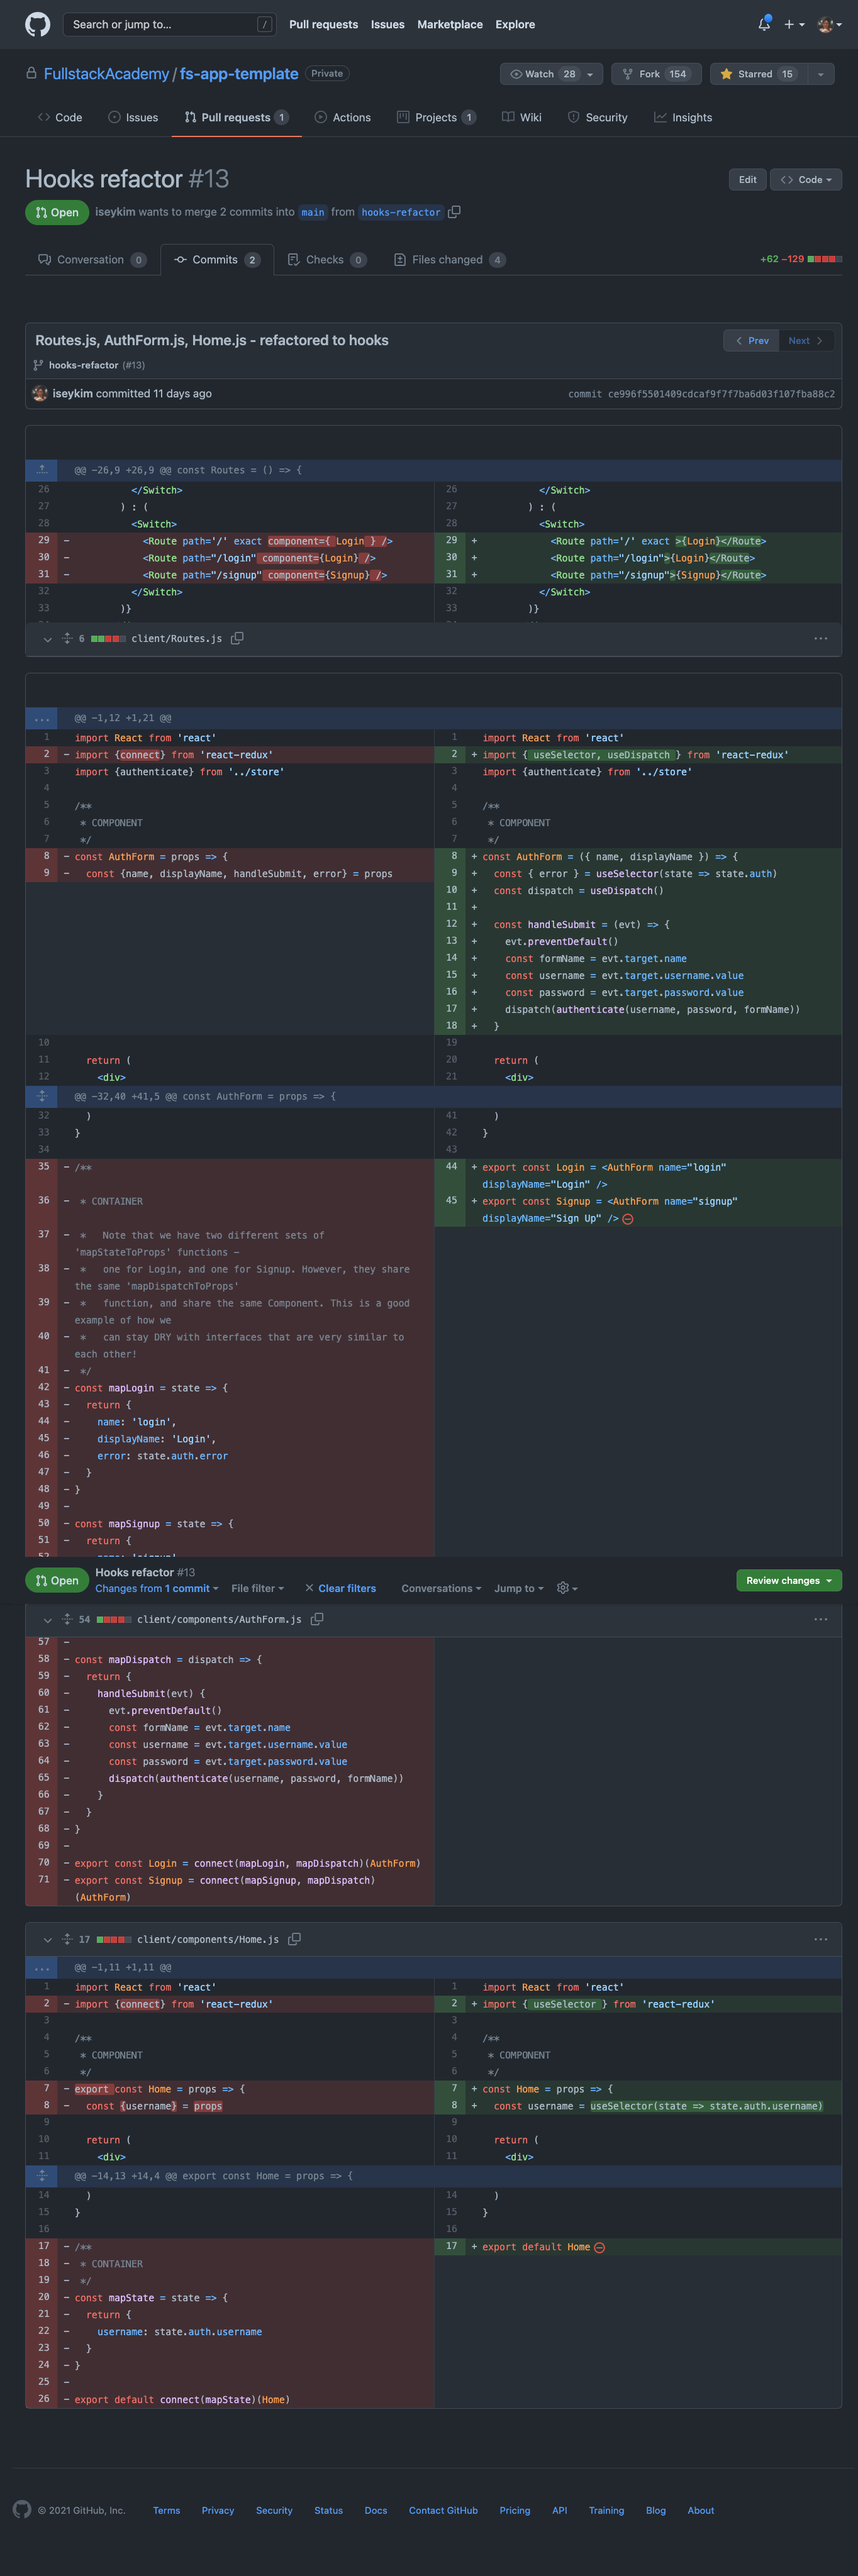 Search or jump to... /
Pull requests Issues Marketplace Explore
FullstackAcademy / fs-app-template Private
Watch 28 Fork 154 Starred 15
Code Issues Pull requests 1 Actions Projects 1 Wiki Security Insights
Hooks refactor #13
Edit <> Code
Open iseykim wants to merge 2 commits into main from hooks-refactor
Conversation 0 Commits 2 Checks 0 Files changed 4 +62 −129
Routes.js, AuthForm.js, Home.js - refactored to hooks
Prev Next
hooks-refactor (#13)
iseykim committed 11 days ago commit ce996f5501409cdcaf9f7f7ba6d03f107fba88c2
@@ -26,9 +26,9 @@ const Routes = () => {
26 </Switch> 26 </Switch>
27 ) : ( 27 ) : (
28 <Switch> 28 <Switch>
29 - <Route path='/' exact component={ Login } /> 29 + <Route path='/' exact >{Login}</Route>
30 - <Route path="/login" component={Login} /> 30 + <Route path="/login">{Login}</Route>
31 - <Route path="/signup" component={Signup} /> 31 + <Route path="/signup">{Signup}</Route>
32 </Switch> 32 </Switch>
33 )} 33 )}
6 client/Routes.js ...
... @@ -1,12 +1,21 @@
1 import React from 'react' 1 import React from 'react'
2 - import {connect} from 'react-redux' 2 + import { useSelector, useDispatch } from 'react-redux'
3 import {authenticate} from '../store' 3 import {authenticate} from '../store'
4 4
5 /** 5 /**
6 * COMPONENT 6 * COMPONENT
7 */ 7 */
8 - const AuthForm = props => { 8 + const AuthForm = ({ name, displayName }) => {
9 - const {name, displayName, handleSubmit, error} = props 9 + const { error } = useSelector(state => state.auth)
10 + const dispatch = useDispatch()
11 +
12 + const handleSubmit = (evt) => {
13 + evt.preventDefault()
14 + const formName = evt.target.name
15 + const username = evt.target.username.value
16 + const password = evt.target.password.value
17 + dispatch(authenticate(username, password, formName))
18 + }
10 19
11 return ( 20 return (
12 <div> 21 <div>
@@ -32,40 +41,5 @@ const AuthForm = props => {
32 ) 41 )
33 } 42 }
34 43
35 - /** 44 + export const Login = <AuthForm name="login"
displayName="Login" />
36 - * CONTAINER 45 + export const Signup = <AuthForm name="signup"
displayName="Sign Up" />
37 - * Note that we have two different sets of
'mapStateToProps' functions -
38 - * one for Login, and one for Signup. However, they share
the same 'mapDispatchToProps'
39 - * function, and share the same Component. This is a good
example of how we
40 - * can stay DRY with interfaces that are very similar to
each other!
41 - */
42 - const mapLogin = state => {
43 - return {
44 - name: 'login',
45 - displayName: 'Login',
46 - error: state.auth.error
47 - }
48 - }
49 -
50 - const mapSignup = state => {
51 - return {
Open Hooks refactor #13
Changes from 1 commit File filter Clear filters Conversations Jump to Review changes
54 client/components/AuthForm.js ...
57 -
58 - const mapDispatch = dispatch => {
59 - return {
60 - handleSubmit(evt) {
61 - evt.preventDefault()
62 - const formName = evt.target.name
63 - const username = evt.target.username.value
64 - const password = evt.target.password.value
65 - dispatch(authenticate(username, password, formName))
66 - }
67 - }
68 - }
69 -
70 - export const Login = connect(mapLogin, mapDispatch)(AuthForm)
71 - export const Signup = connect(mapSignup, mapDispatch)
(AuthForm)
17 client/components/Home.js ...
... @@ -1,11 +1,11 @@
1 import React from 'react' 1 import React from 'react'
2 - import {connect} from 'react-redux' 2 + import { useSelector } from 'react-redux'
3 3
4 /** 4 /**
5 * COMPONENT 5 * COMPONENT
6 */ 6 */
7 - export const Home = props => { 7 + const Home = props => {
8 - const {username} = props 8 + const username = useSelector(state => state.auth.username)
9 9
10 return ( 10 return (
11 <div> 11 <div>
@@ -14,13 +14,4 @@ export const Home = props => {
14 ) 14 )
15 } 15 }
16 16
17 - /** 17 + export default Home
18 - * CONTAINER
19 - */
20 - const mapState = state => {
21 - return {
22 - username: state.auth.username
23 - }
24 - }
25 -
26 - export default connect(mapState)(Home)
© 2021 GitHub, Inc. Terms Privacy Security Status Docs Contact GitHub Pricing API Training Blog About